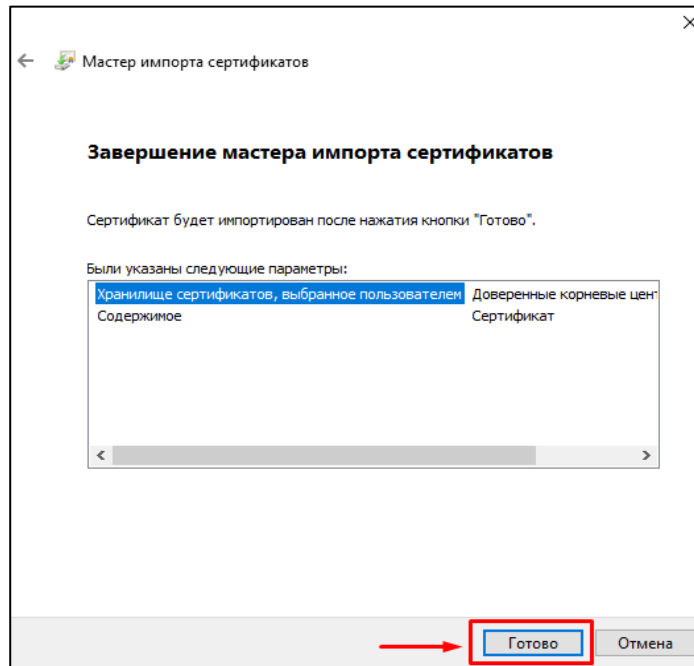 Мастер импорта сертификатов
Завершение мастера импорта сертификатов
Сертификат будет импортирован после нажатия кнопки "Готово".
Были указаны следующие параметры:
Хранилище сертификатов, выбранное пользователем Доверенные корневые цент
Содержимое Сертификат
Готово Отмена